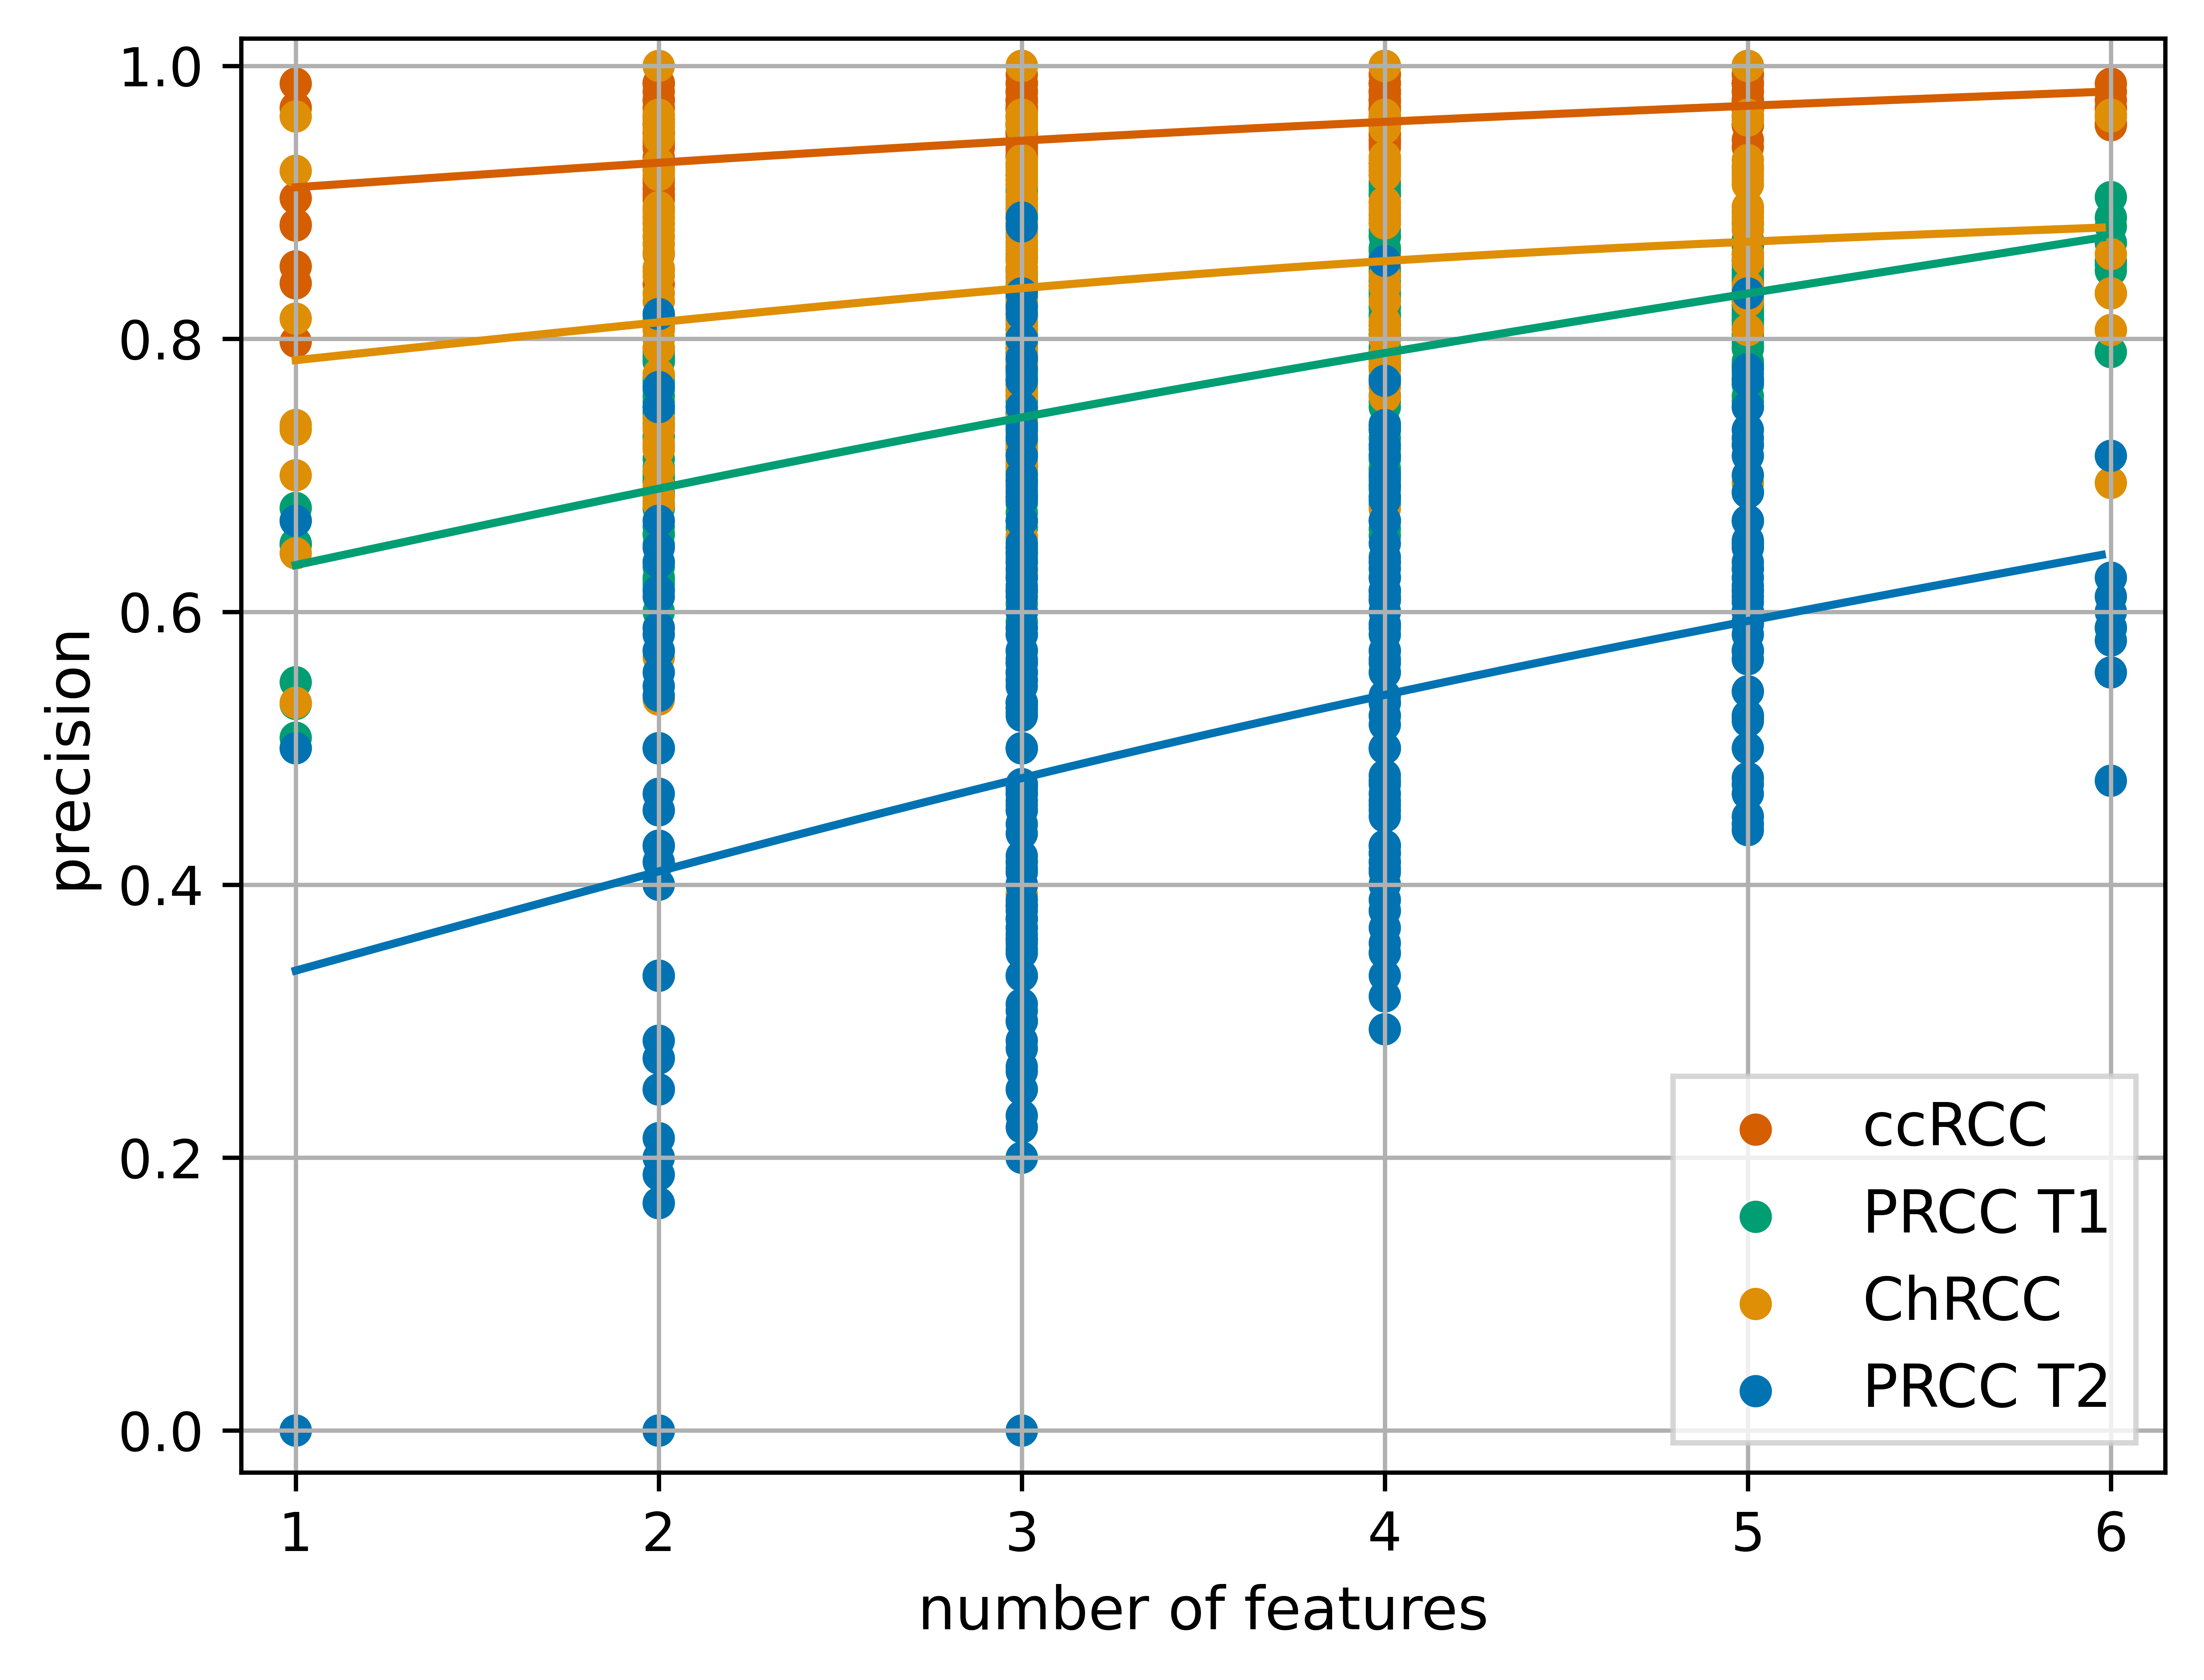 1.0
0.8
0.6
0.4
0.2
0.0
precision
1 2 3 4 5 6
number of features
ccRCC
PRCC T1
ChRCC
PRCC T2